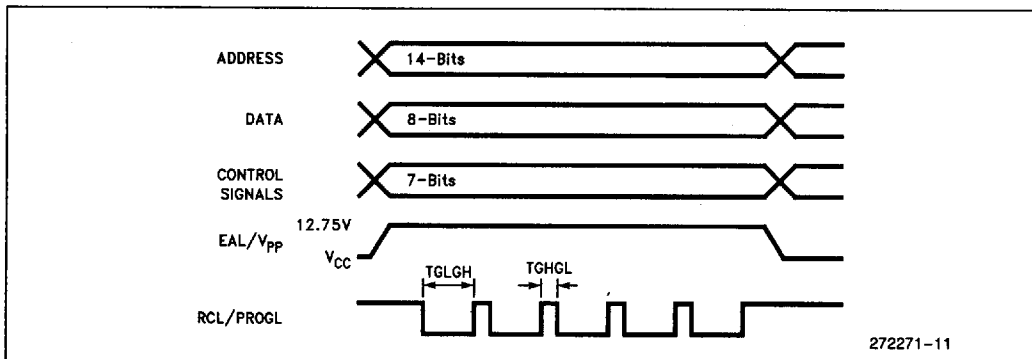 ADDRESS
14-Bits
DATA
8-Bits
CONTROL
SIGNALS
7-Bits
12.75V
EAL/VPP
VCC
TGLGH
TGHGL
RCL/PROGL
272271-11